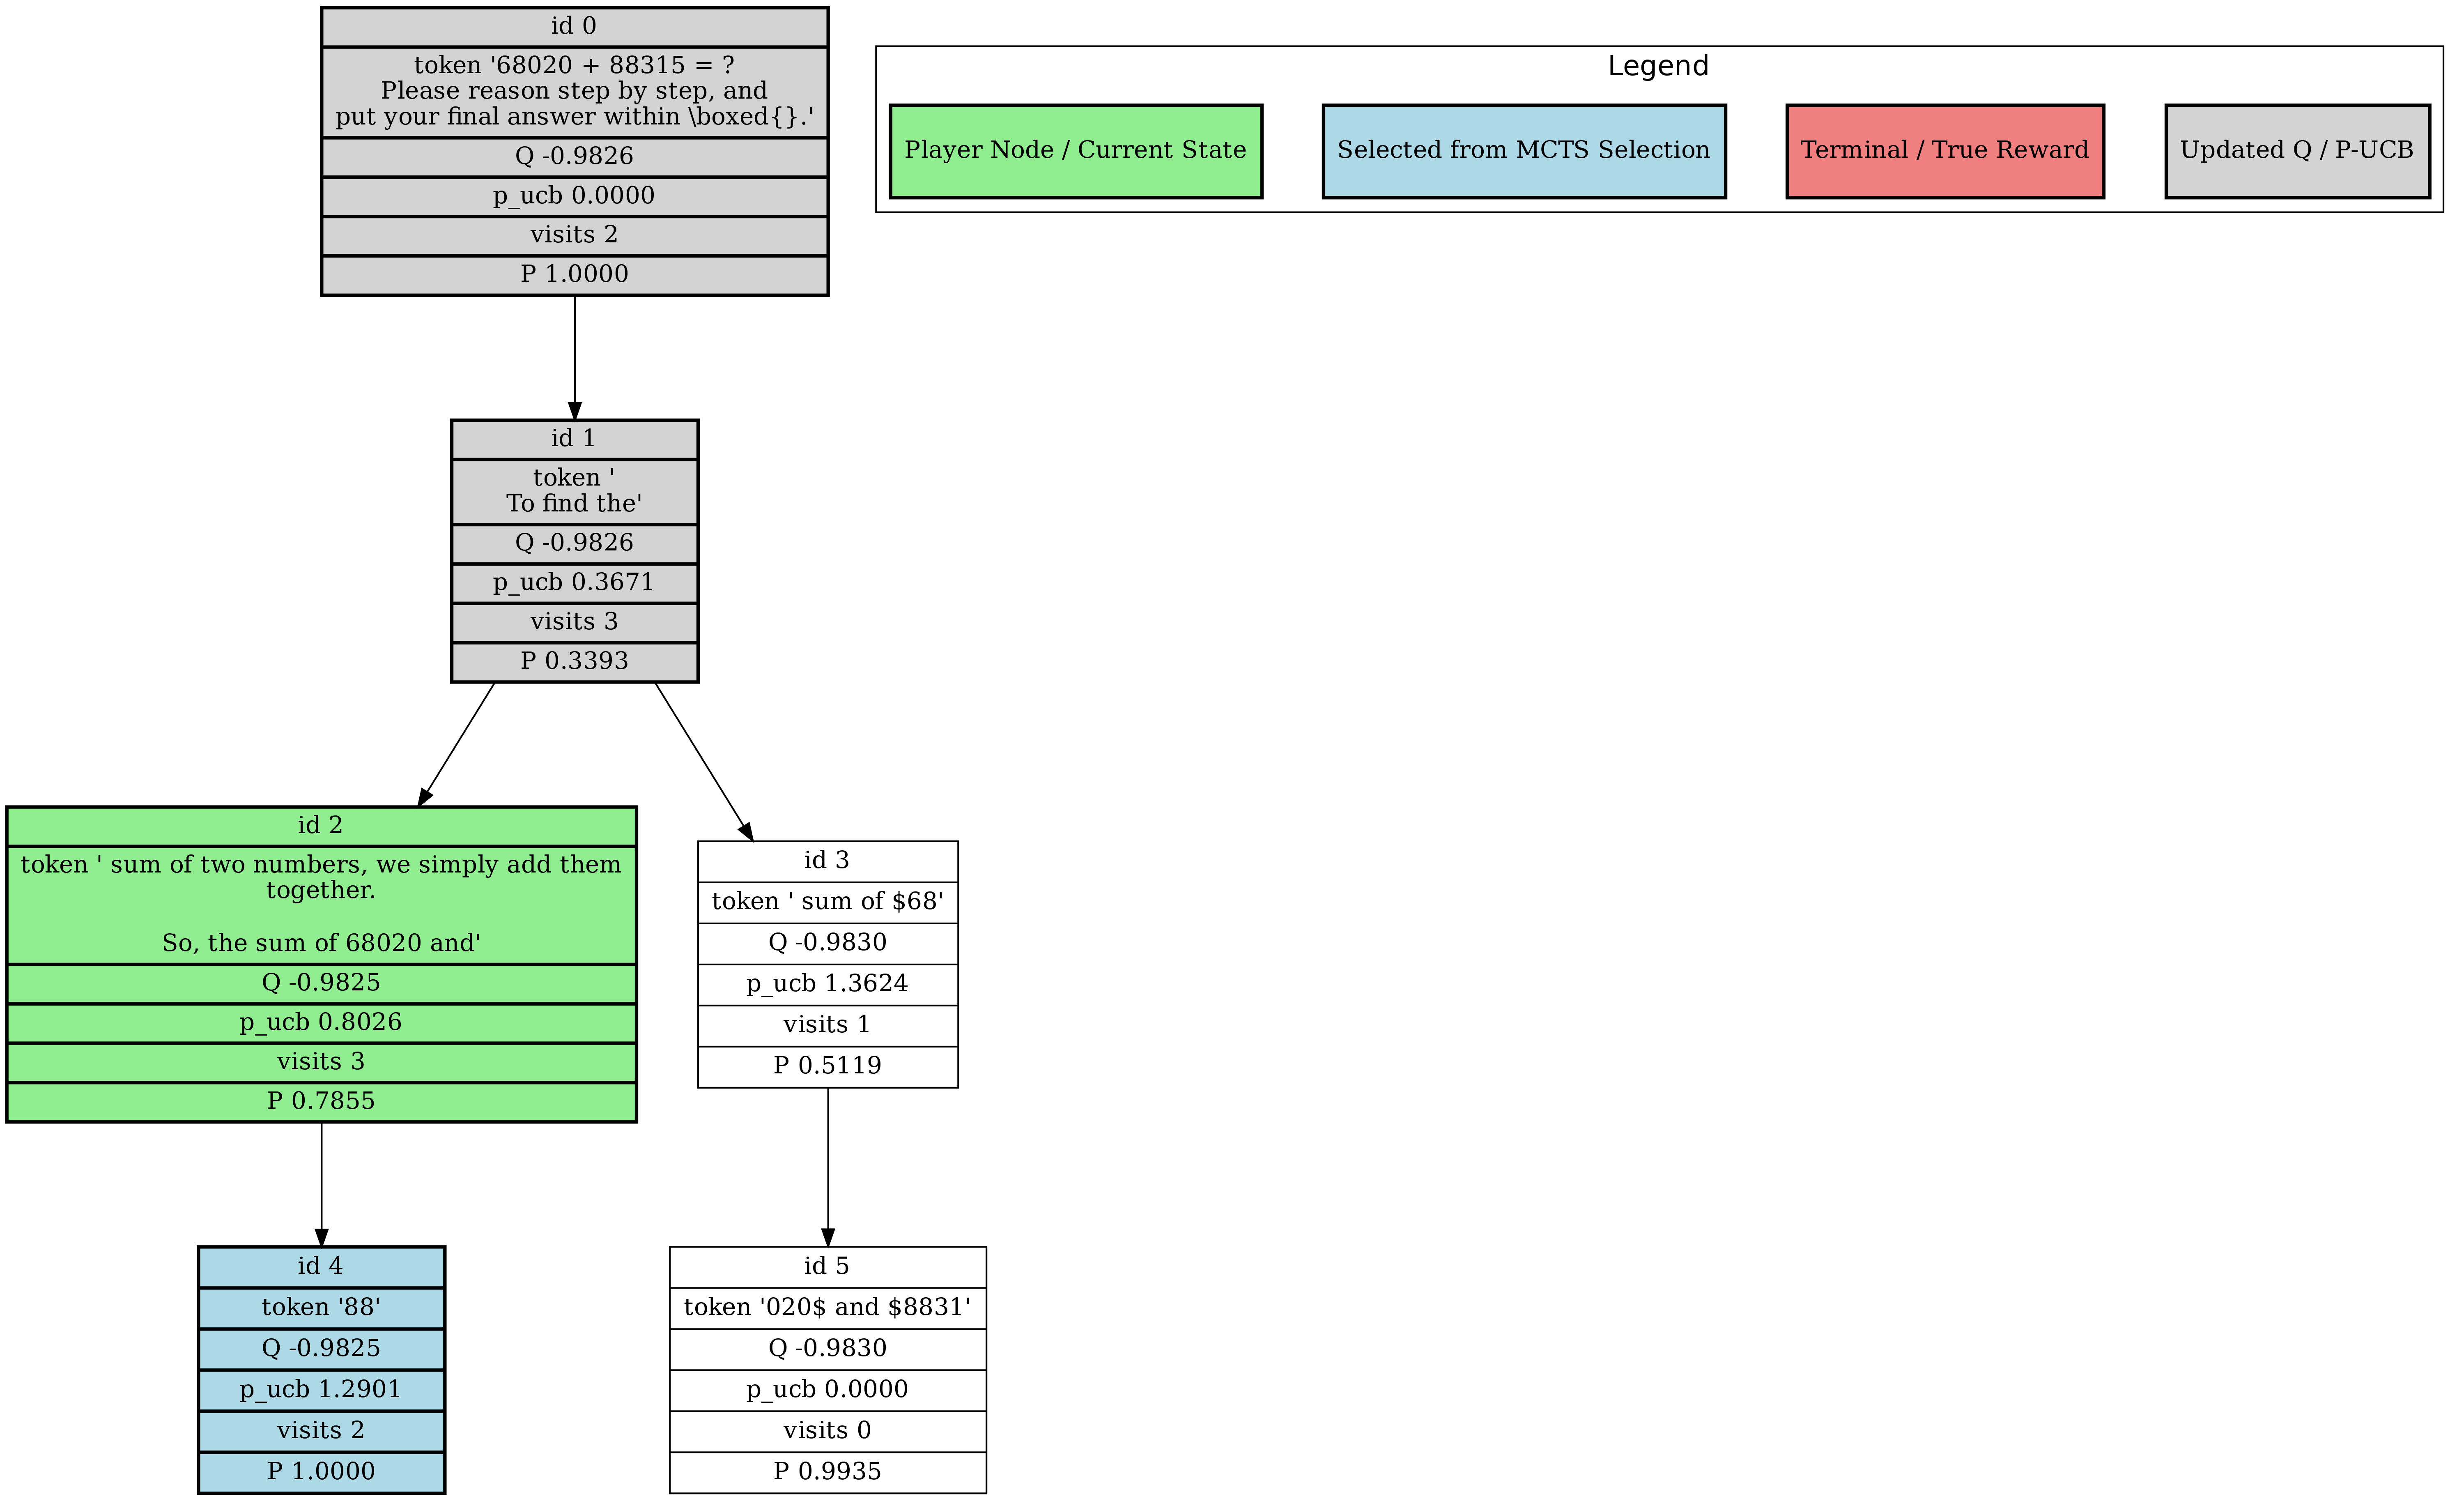 id 0
token '68020 + 88315 = ?
Please reason step by step, and
put your final answer within \boxed{}.'
Q -0.9826
p_ucb 0.0000
visits 2
P 1.0000
Legend
Player Node / Current State
Selected from MCTS Selection
Terminal / True Reward
Updated Q / P-UCB
id 1
token '
To find the'
Q -0.9826
p_ucb 0.3671
visits 3
P 0.3393
id 2
token ' sum of two numbers, we simply add them
together.
So, the sum of 68020 and'
Q -0.9825
p_ucb 0.8026
visits 3
P 0.7855
id 3
token ' sum of $68'
Q -0.9830
p_ucb 1.3624
visits 1
P 0.5119
id 4
token '88'
Q -0.9825
p_ucb 1.2901
visits 2
P 1.0000
id 5
token '020$ and $8831'
Q -0.9830
p_ucb 0.0000
visits 0
P 0.9935